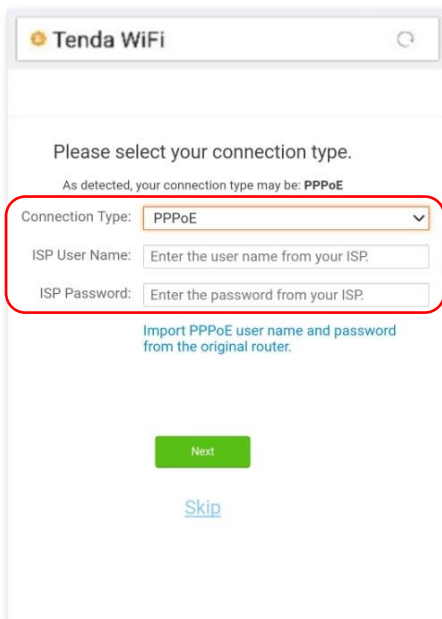 Tenda WiFi
Please select your connection type.
As detected, your connection type may be: PPPoE
Connection Type: PPPoE
ISP User Name: Enter the user name from your ISP.
ISP Password: Enter the password from your ISP.
Import PPPoE user name and password
from the original router.
Next
Skip